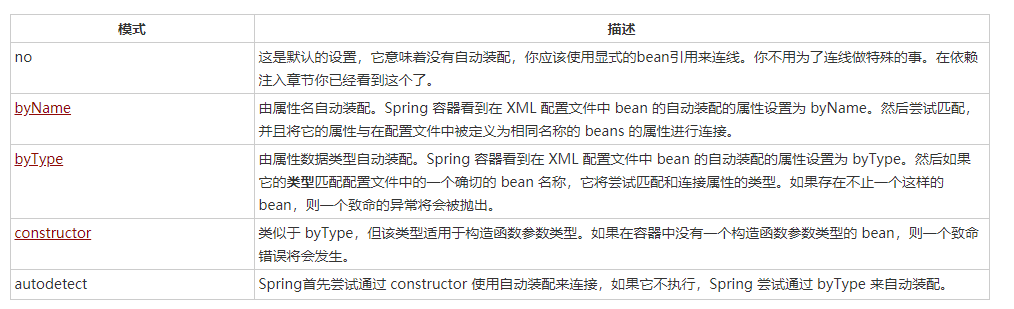 模式 描述
no 这是默认的设置，它意味着没有自动装配，你应该使用显式的bean引用来连线。你不用为了连线做特殊的事。在依赖
注入章节你已经看到这个了。
byName 由属性名自动装配。Spring 容器看到在 XML 配置文件中 bean 的自动装配的属性设置为 byName。然后尝试匹配，
并且将它的属性与在配置文件中被定义为相同名称的 beans 的属性进行连接。
byType 由属性数据类型自动装配。Spring 容器看到在 XML 配置文件中 bean 的自动装配的属性设置为 byType。然后如果
它的类型匹配配置文件中的一个确切的 bean 名称，它将尝试匹配和连接属性的类型。如果存在不止一个这样的
bean，则一个致命的异常将会被抛出。
constructor 类似于 byType，但该类型适用于构造函数参数类型。如果在容器中没有一个构造函数参数类型的 bean，则一个致命
错误将会发生。
autodetect Spring首先尝试通过 constructor 使用自动装配来连接，如果它不执行，Spring 尝试通过 byType 来自动装配。